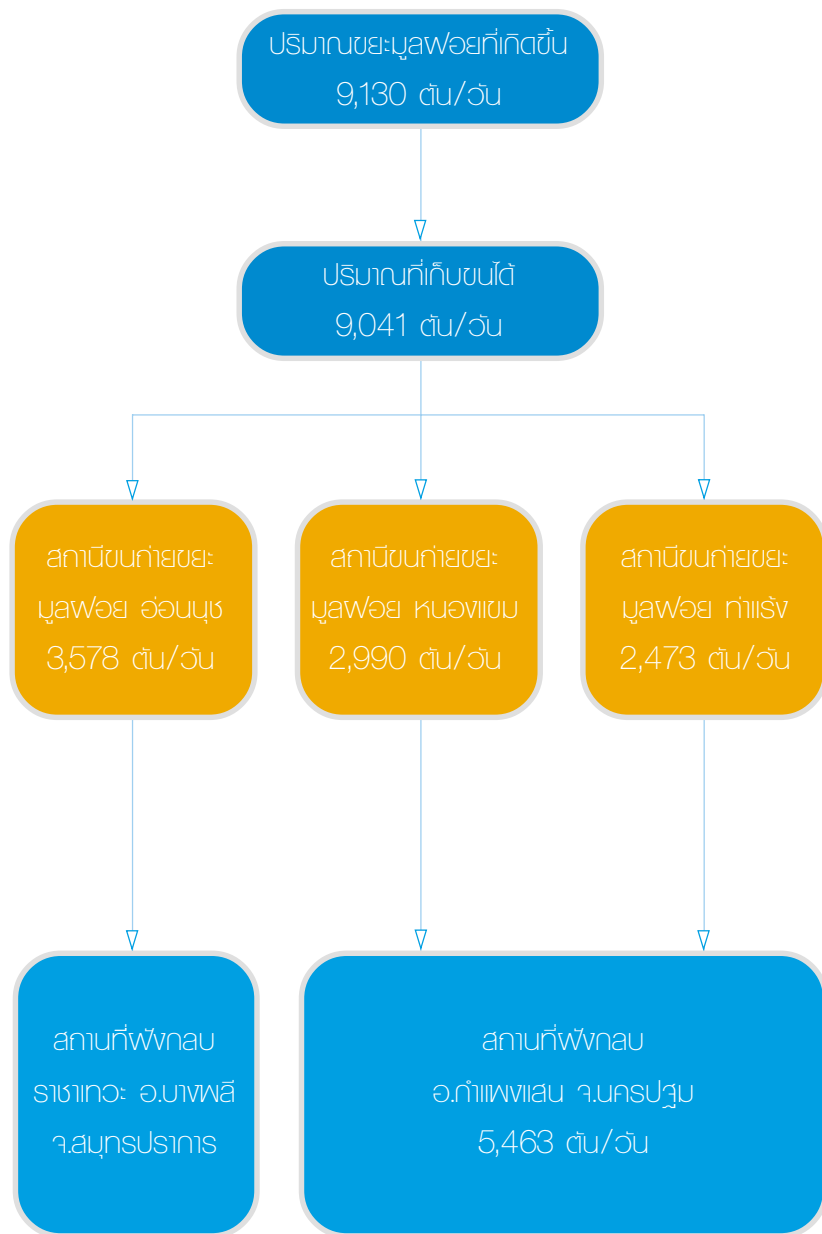 ปริมาณขยะมูลฝอยที่เกิดขึ้น
9,130 ตัน/วัน
ปริมาณที่เก็บขนได้
9,041 ตัน/วัน
สถานีขนถ่ายขยะ
มูลฝอย อ่อนนุช
3,578 ตัน/วัน
สถานีขนถ่ายขยะ
มูลฝอย หนองแขม
2,990 ตัน/วัน
สถานีขนถ่ายขยะ
มูลฝอย ท่าแร้ง
2,473 ตัน/วัน
สถานที่ฝังกลบ
ราชาเทวะ อ.บางพลี
จ.สมุทรปราการ
สถานที่ฝังกลบ
อ.กำแพงแสน จ.นครปฐม
5,463 ตัน/วัน